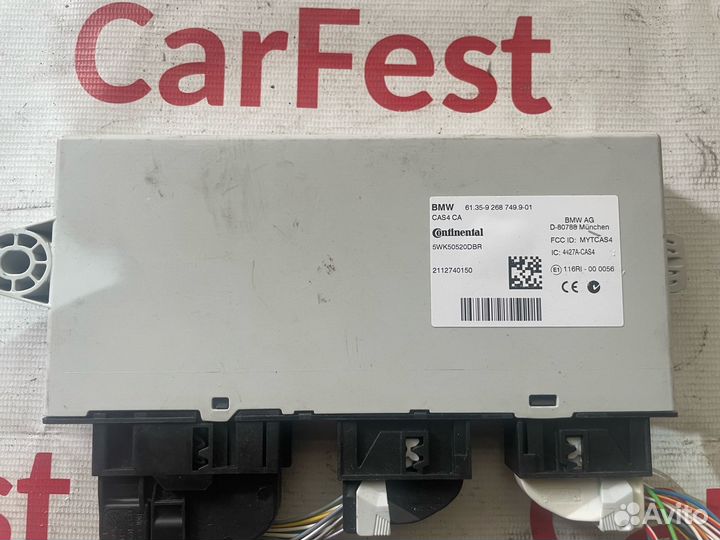 CarFest
BMW 61.35-9 268 749.9-01
CAS4 CA
Continental
5WK50520DBR
2112740150
BMW AG
D-80788 München
FCC ID: MYTCAS4
IC: 4427A-CAS4
E1 116RI - 00 0056
CE
CarFest
Avito